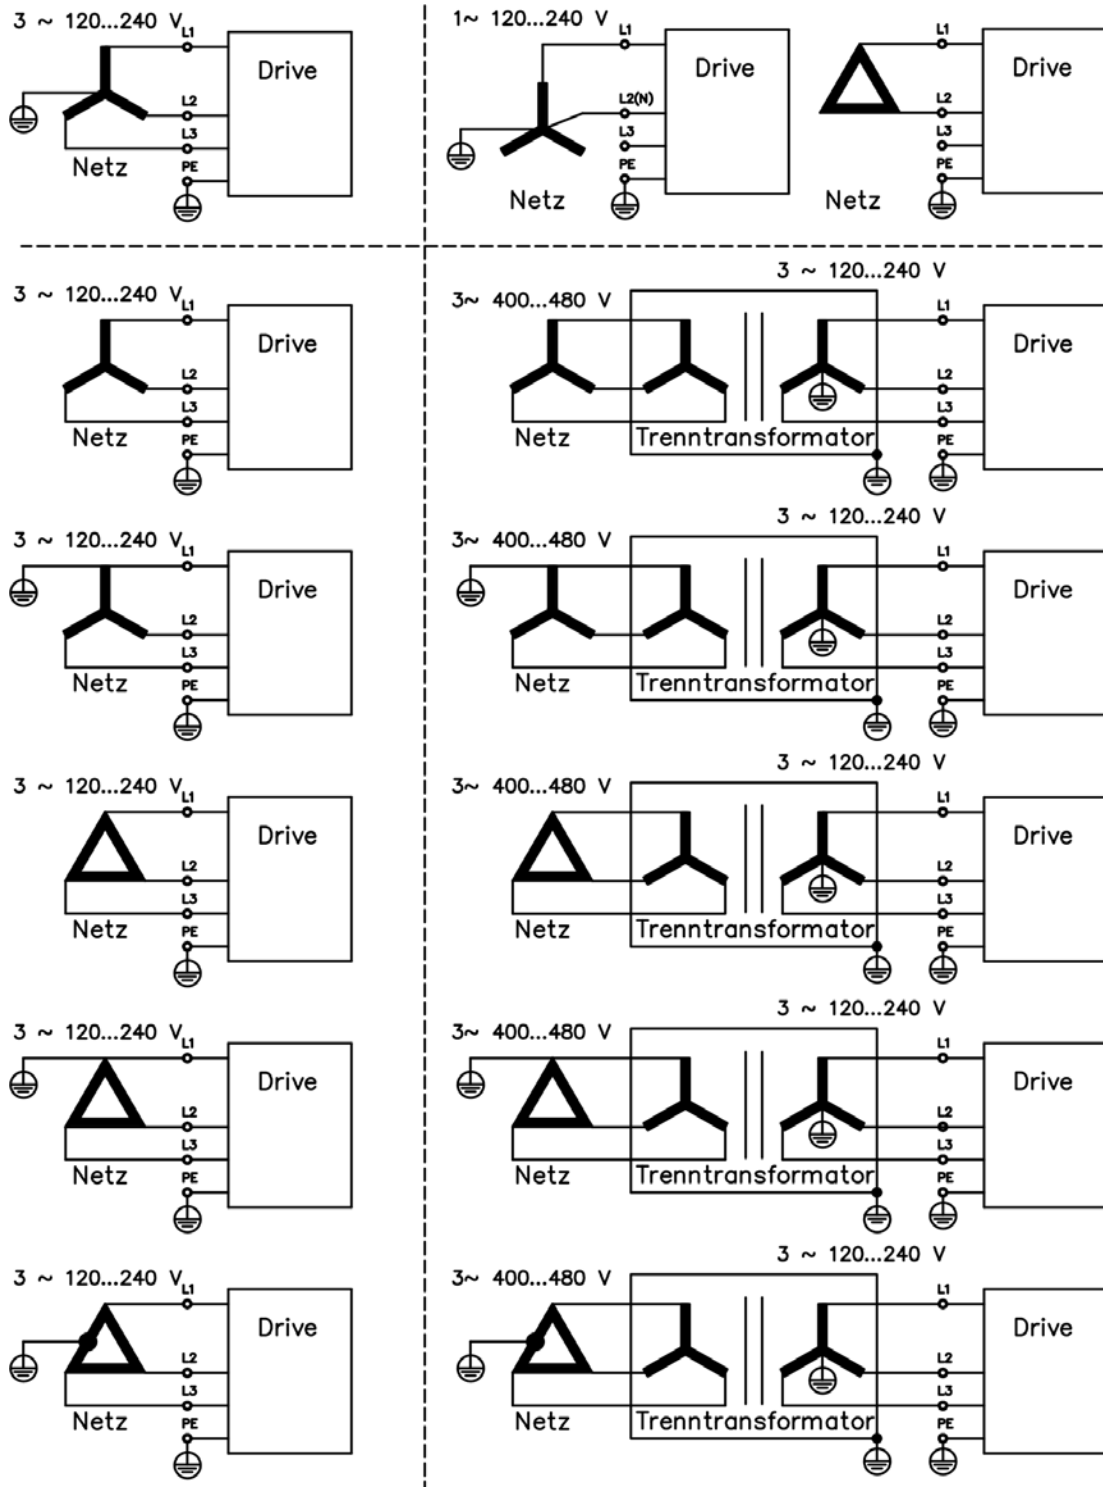 3 ~ 120...240 V
L1
Drive
L2
L3
PE
Netz
1~ 120...240 V
L1
Drive
L2(N)
L3
PE
Netz
L1
Drive
L2
L3
PE
Netz
3 ~ 120...240 V
L1
Drive
L2
L3
PE
Netz
3~ 400...480 V
3 ~ 120...240 V
L1
Drive
L2
L3
PE
Netz
Trenntransformator
3 ~ 120...240 V
L1
Drive
L2
L3
PE
Netz
3~ 400...480 V
3 ~ 120...240 V
L1
Drive
L2
L3
PE
Netz
Trenntransformator
3 ~ 120...240 V
L1
Drive
L2
L3
PE
Netz
3~ 400...480 V
3 ~ 120...240 V
L1
Drive
L2
L3
PE
Netz
Trenntransformator
3 ~ 120...240 V
L1
Drive
L2
L3
PE
Netz
3~ 400...480 V
3 ~ 120...240 V
L1
Drive
L2
L3
PE
Netz
Trenntransformator
3 ~ 120...240 V
L1
Drive
L2
L3
PE
Netz
3~ 400...480 V
3 ~ 120...240 V
L1
Drive
L2
L3
PE
Netz
Trenntransformator